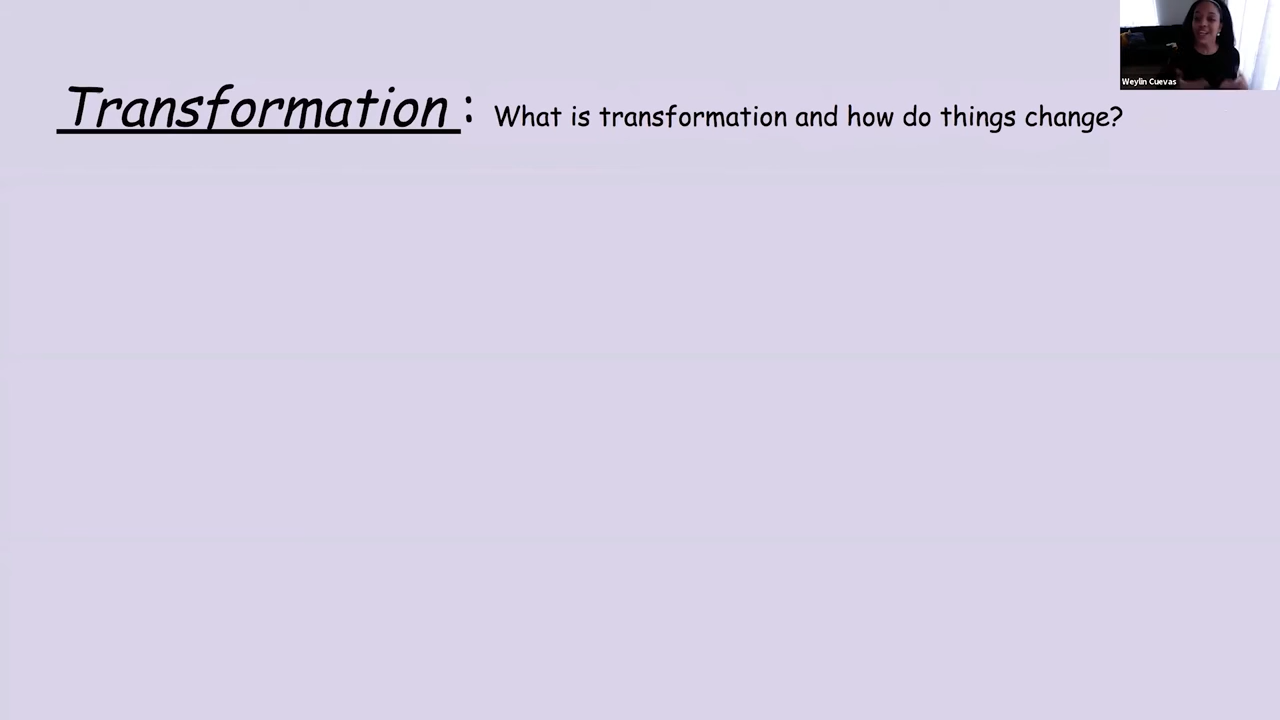 Transformation: What is transformation and how do things change?
Weylin Cuevas